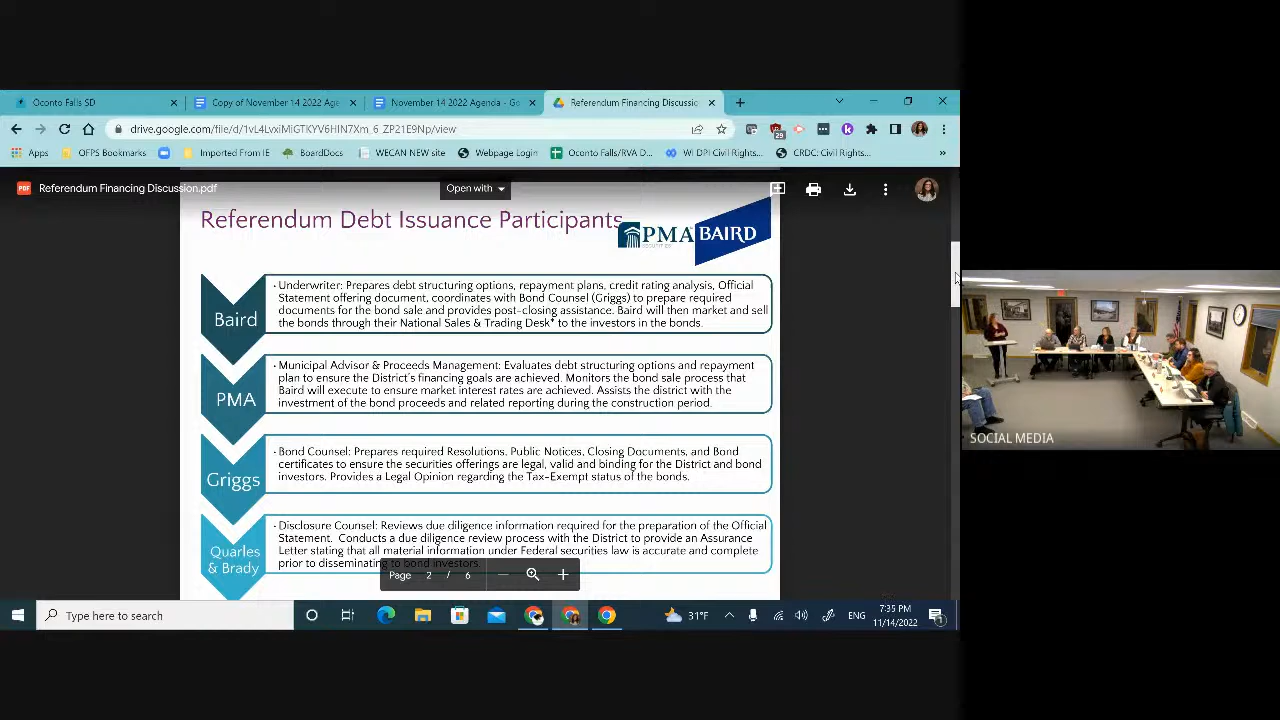 Oconto Falls SD
Copy of November 14 2022 Age
November 14 2022 Agenda - Go
Referendum Financing Discussio
drive.google.com/file/d/1vL4LvxiMiGTKYV6HIN7Xm_6_ZP21E9Np/view
29
Apps
OFPS Bookmarks
Imported From IE
BoardDocs
WECAN NEW site
Webpage Login
Oconto Falls/RVA D...
Wi DPI Civil Rights...
CRDC: Civil Rights...
PDF
Referendum Financing Discussion.pdf
Open with
Referendum Debt Issuance Participants
PMA
SECURITIES
BAIRD
Baird
· Underwriter: Prepares debt structuring options, repayment plans, credit rating analysis, Official
Statement offering document, coordinates with Bond Counsel (Griggs) to prepare required
documents for the bond sale and provides post-closing assistance. Baird will then market and sell
the bonds through their National Sales & Trading Desk* to the investors in the bonds.
PMA
· Municipal Advisor & Proceeds Management: Evaluates debt structuring options and repayment
plan to ensure the District's financing goals are achieved. Monitors the bond sale process that
Baird will execute to ensure market interest rates are achieved. Assists the district with the
investment of the bond proceeds and related reporting during the construction period.
Griggs
· Bond Counsel: Prepares required Resolutions, Public Notices, Closing Documents, and Bond
certificates to ensure the securities offerings are legal, valid and binding for the District and bond
investors. Provides a Legal Opinion regarding the Tax-Exempt status of the bonds.
Quarles
& Brady
· Disclosure Counsel: Reviews due diligence information required for the preparation of the Official
Statement. Conducts a due diligence review process with the District to provide an Assurance
Letter stating that all material information under Federal securities law is accurate and complete
prior to disseminating to bond investors.
Page 2 / 6
Type here to search
31°F
ENG
7:35 PM
11/14/2022
1
SOCIAL MEDIA